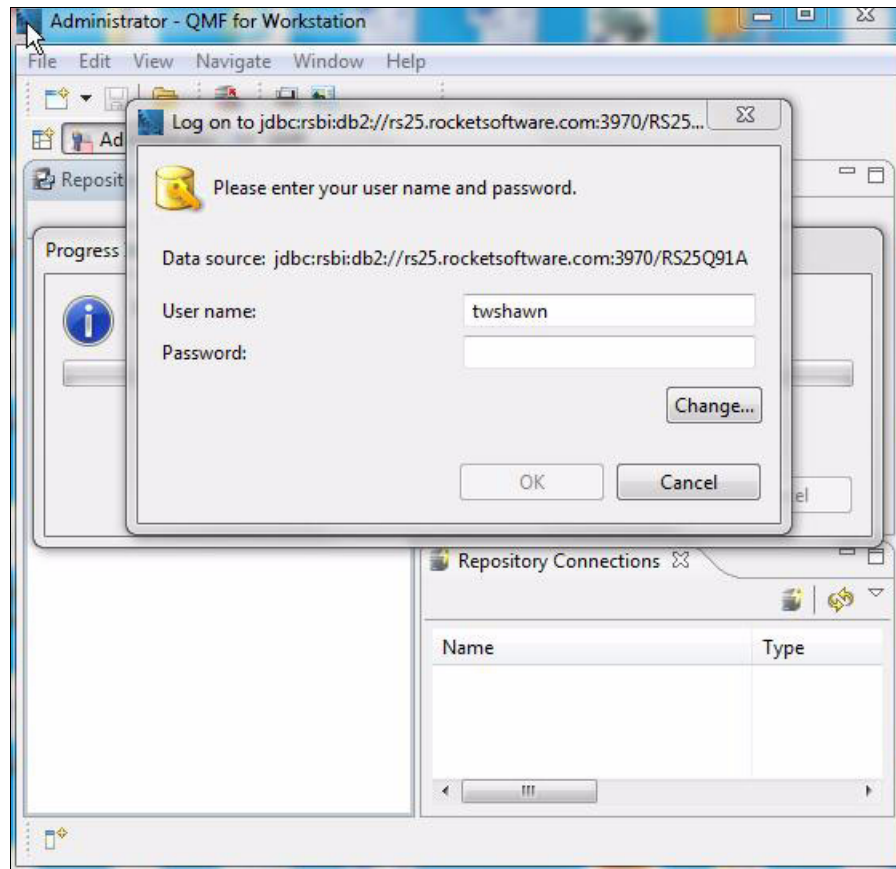 Administrator - QMF for Workstation
File Edit View Navigate Window Help
Ad
Reposit
Log on to jdbc:rsbi:db2://rs25.rocketsoftware.com:3970/RS25...
Please enter your user name and password.
Progress
Data source: jdbc:rsbi:db2://rs25.rocketsoftware.com:3970/RS25Q91A
User name: twshawn
Password:
Change...
OK Cancel
el
Repository Connections
Name Type